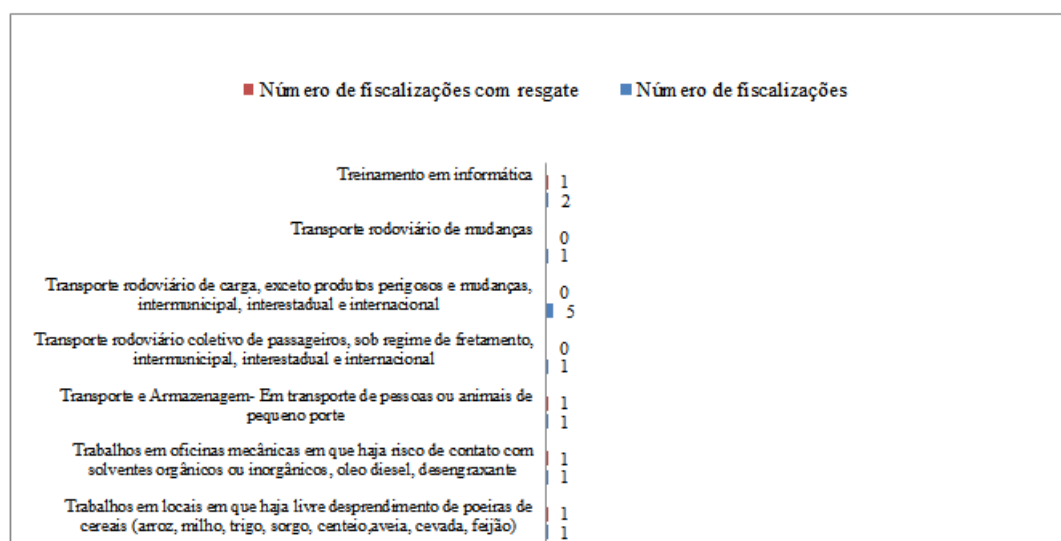 Número de fiscalizações com resgate Número de fiscalizações
Treinamento em informática
1
2
Transporte rodoviário de mudanças
0
1
Transporte rodoviário de carga, exceto produtos perigosos e mudanças,
intermunicipal, interestadual e internacional
0
5
Transporte rodoviário coletivo de passageiros, sob regime de fretamento,
intermunicipal, interestadual e internacional
0
1
Transporte e Armazenagem- Em transporte de pessoas ou animais de
pequeno porte
1
1
Trabalhos em oficinas mecânicas em que haja risco de contato com
solventes orgânicos ou inorgânicos, oleo diesel, desengraxante
1
1
Trabalhos em locais em que haja livre desprendimento de poeiras de
cereais (arroz, milho, trigo, sorgo, centeio,aveia, cevada, feijão)
1
1